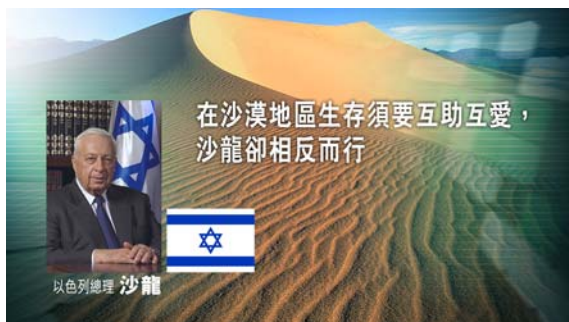 在沙漠地區生存須要互助互愛，
沙龍卻相反而行
以色列總理 沙龍